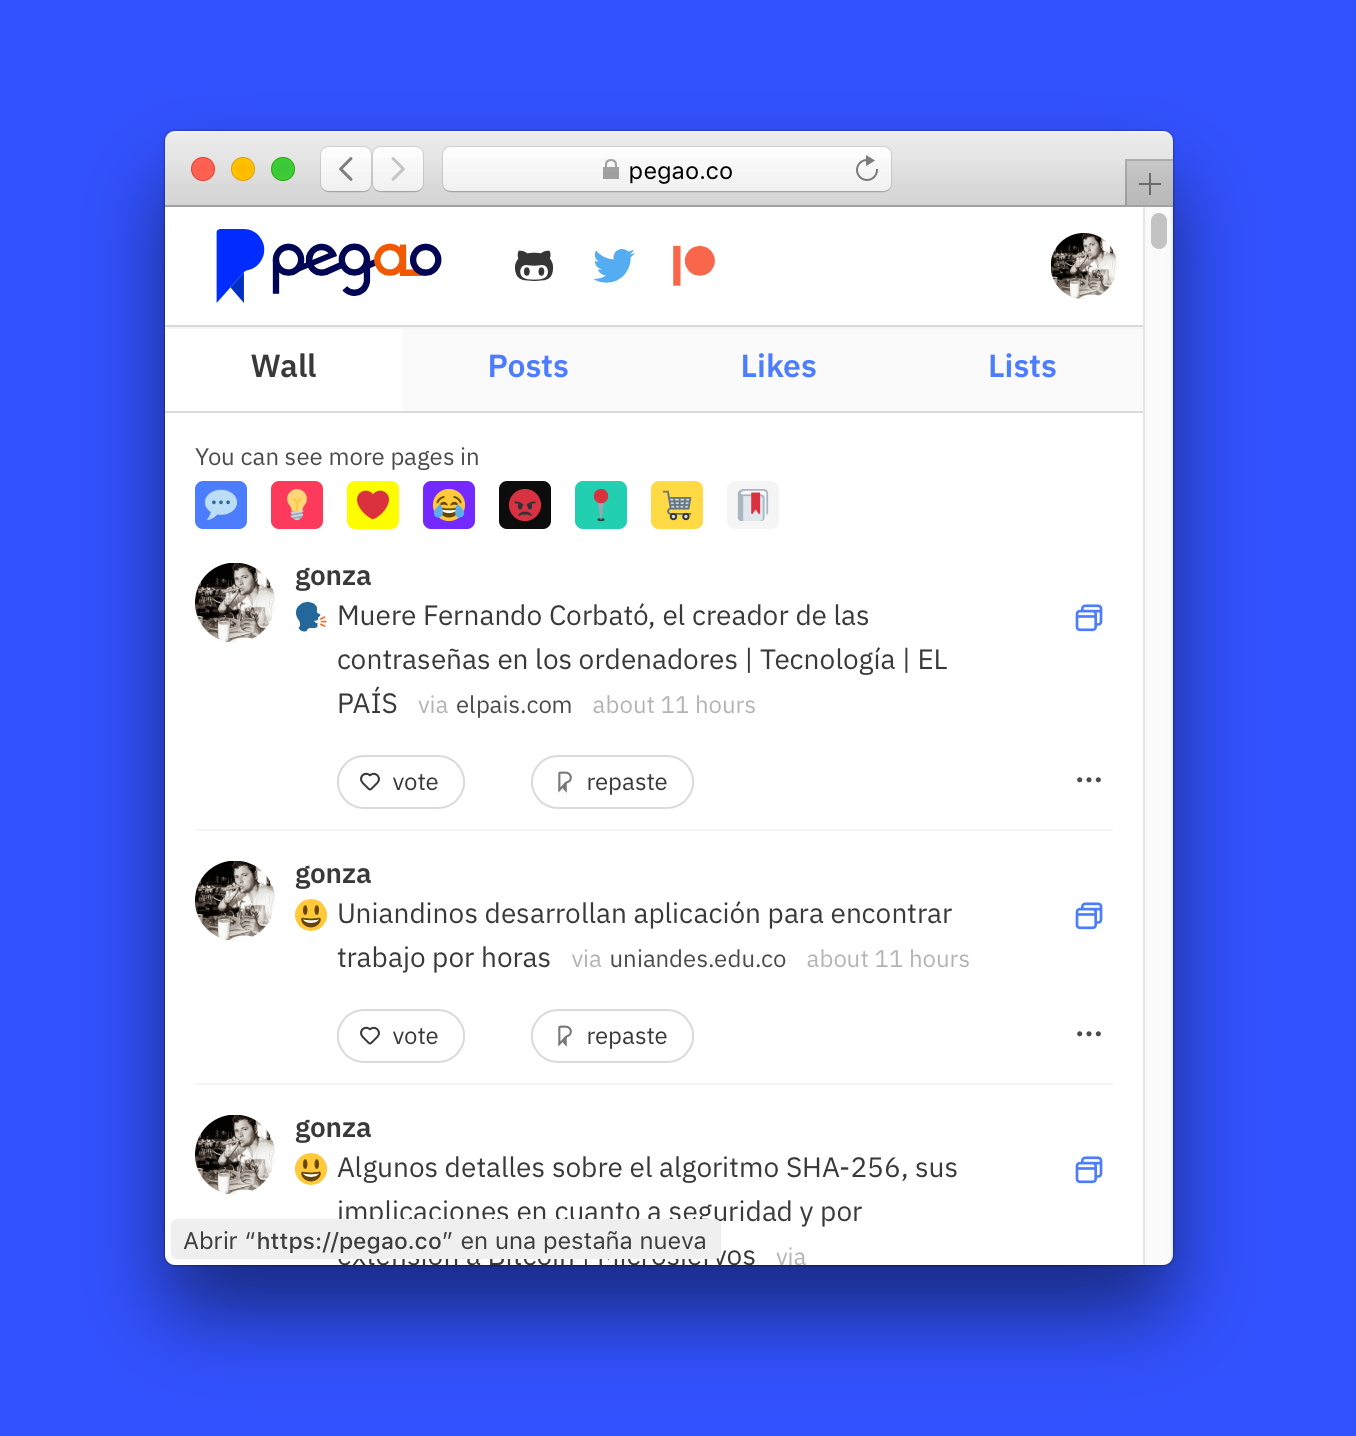 pegao.co
pegao
Wall Posts Likes Lists
You can see more pages in
gonza
Muere Fernando Corbató, el creador de las
contraseñas en los ordenadores | Tecnología | EL
PAÍS via elpais.com about 11 hours
vote repaste
gonza
Uniandinos desarrollan aplicación para encontrar
trabajo por horas via uniandes.edu.co about 11 hours
vote repaste
gonza
Algunos detalles sobre el algoritmo SHA-256, sus
implicaciones en cuanto a seguridad y por
extensión a Bitcoin | Microsiervos via
Abrir “https://pegao.co” en una pestaña nueva